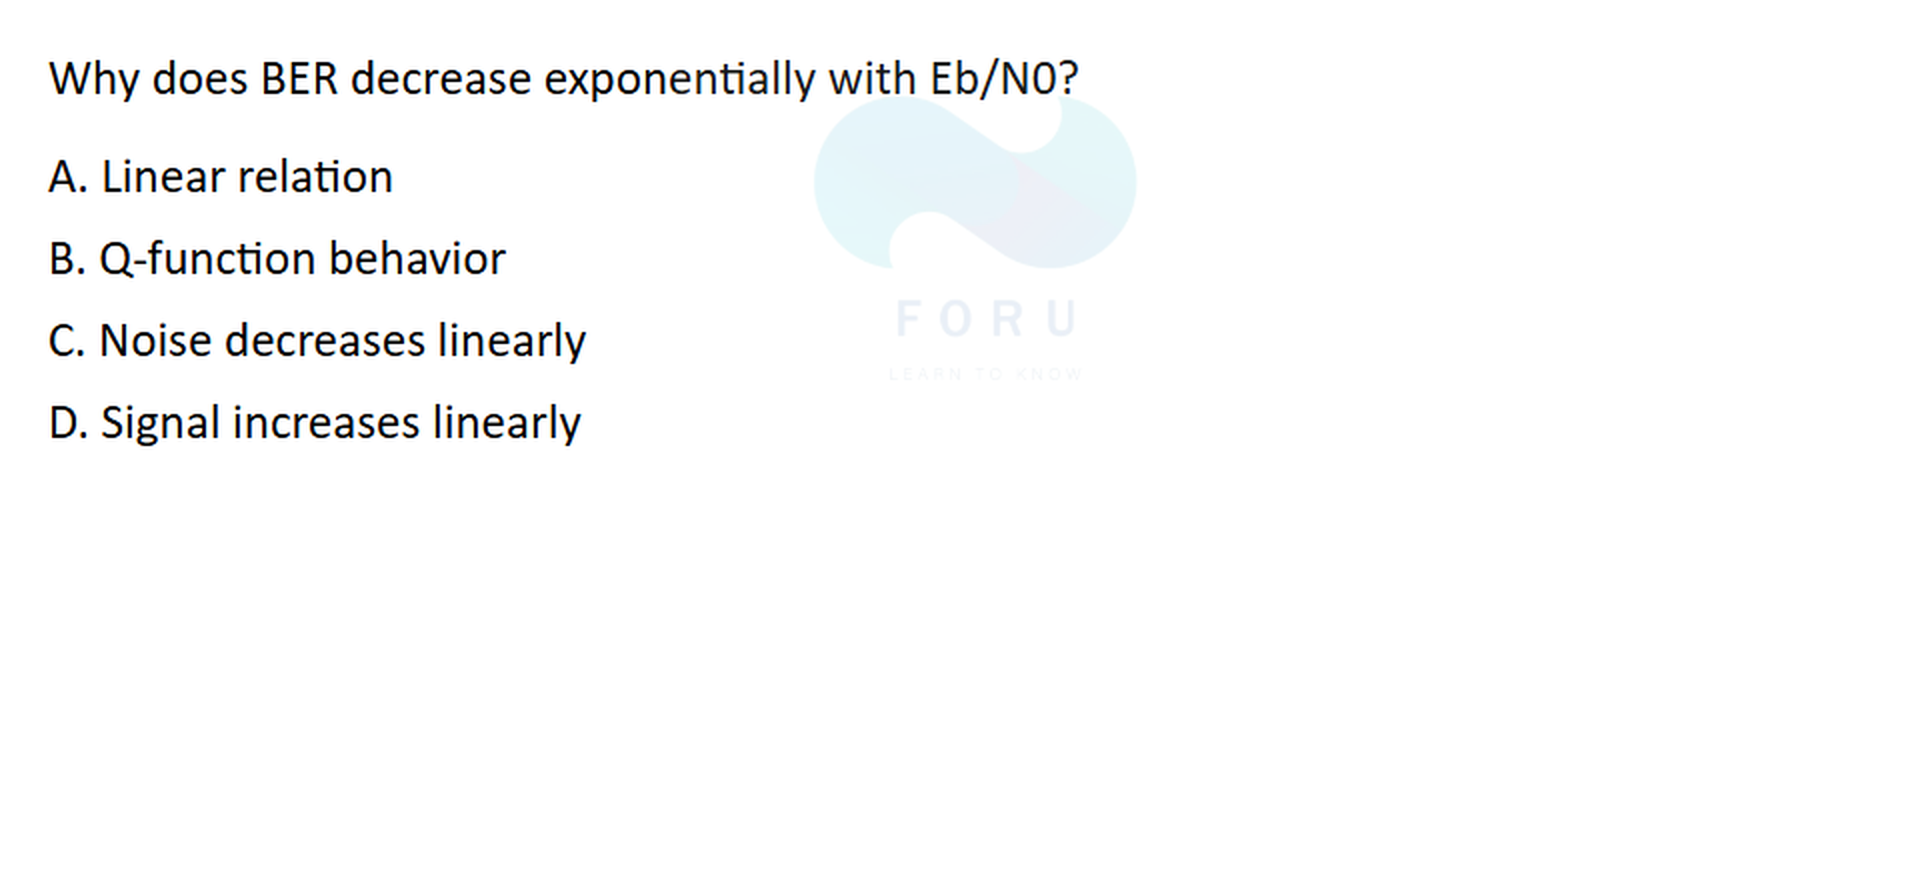 Why does BER decrease exponentially with Eb/N0?
A. Linear relation
B. Q-function behavior
C. Noise decreases linearly
D. Signal increases linearly
FORU
LEARN TO KNOW